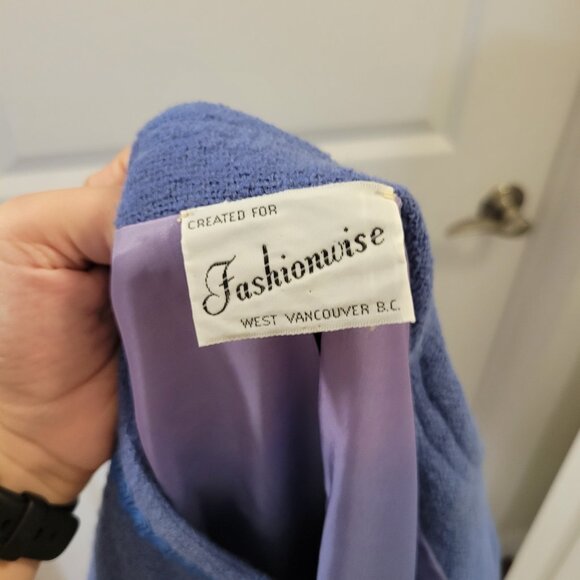 CREATED FOR
Fashionwise
WEST VANCOUVER B.C.